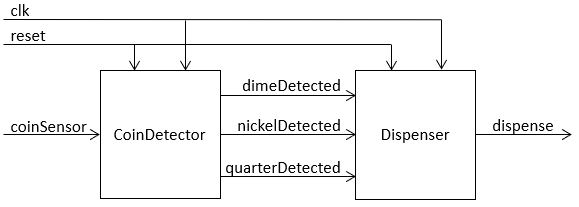 clk
reset
dimeDetected
coinSensor
CoinDetector
nickelDetected
Dispenser
dispense
quarterDetected